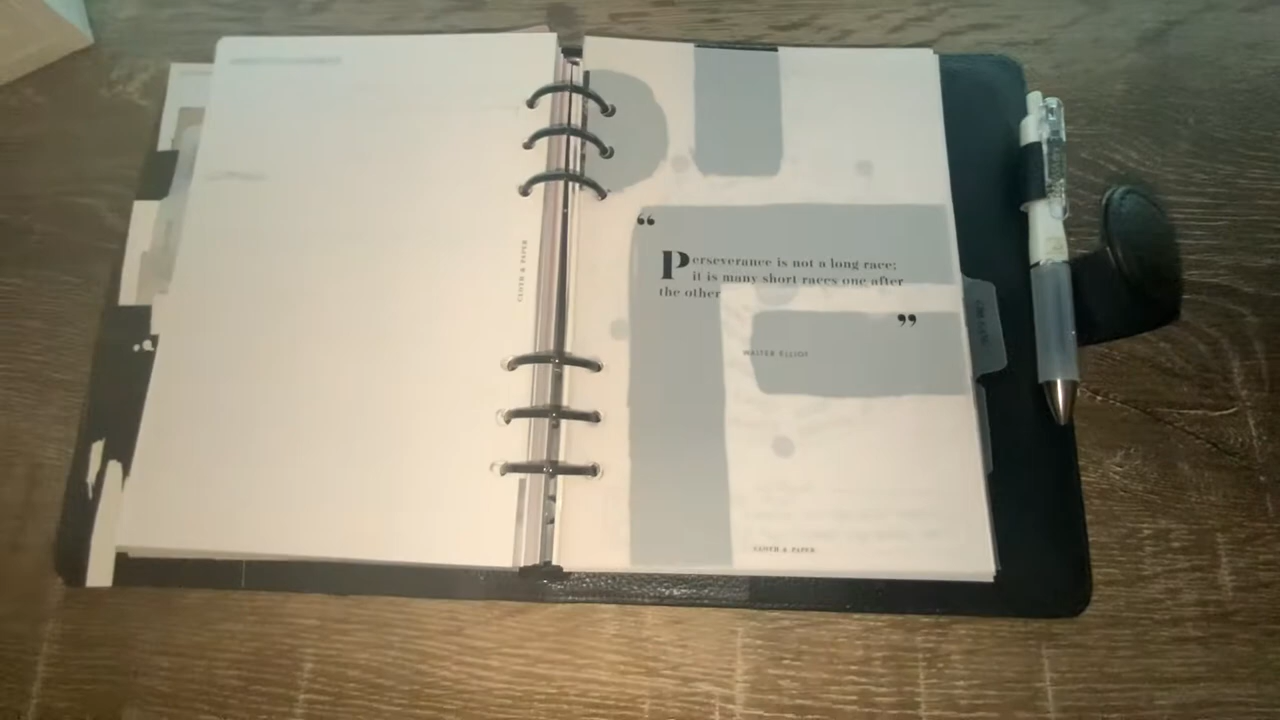 CLOTH & PAPER
“
Perseverance is not a long race;
it is many short races one after
the other
”
WALTER ELLIOT
CLOTH & PAPER